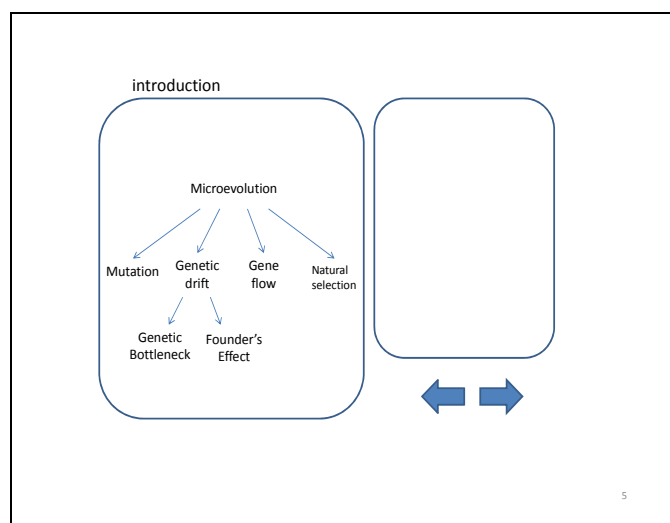 introduction
Microevolution
Mutation
Genetic
drift
Gene
flow
Natural
selection
Genetic
Bottleneck
Founder’s
Effect
5